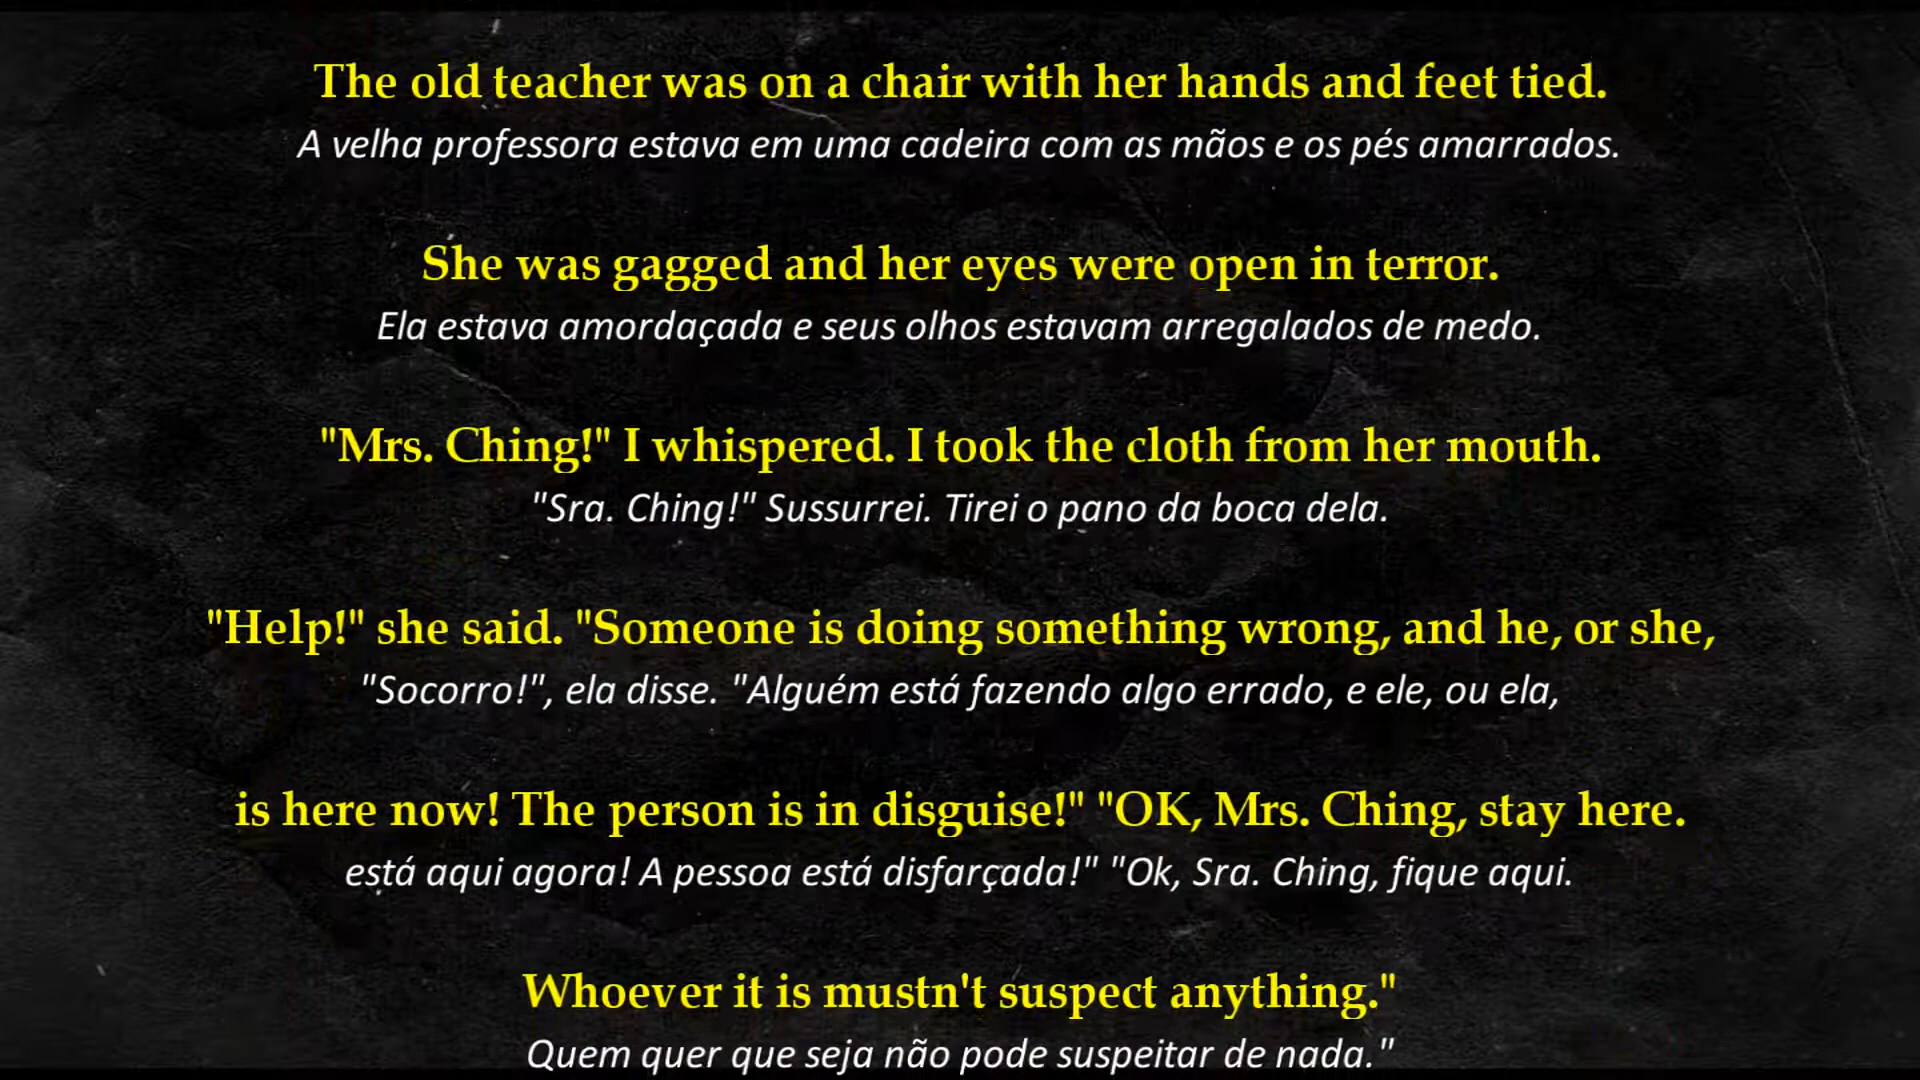 The old teacher was on a chair with her hands and feet tied.
A velha professora estava em uma cadeira com as mãos e os pés amarrados.
She was gagged and her eyes were open in terror.
Ela estava amordaçada e seus olhos estavam arregalados de medo.
"Mrs. Ching!" I whispered. I took the cloth from her mouth.
"Sra. Ching!" Sussurrei. Tirei o pano da boca dela.
"Help!" she said. "Someone is doing something wrong, and he, or she,
"Socorro!", ela disse. "Alguém está fazendo algo errado, e ele, ou ela,
is here now! The person is in disguise!" "OK, Mrs. Ching, stay here.
está aqui agora! A pessoa está disfarçada!" "Ok, Sra. Ching, fique aqui.
Whoever it is mustn't suspect anything."
Quem quer que seja não pode suspeitar de nada."